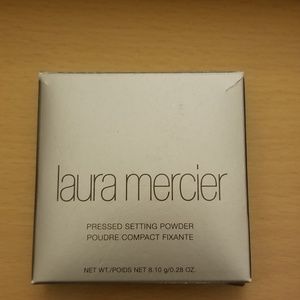 laura mercier
PRESSED SETTING POWDER
POUDRE COMPACT FIXANTE
NET WT./POIDS NET 8.10 g/0.28 OZ.